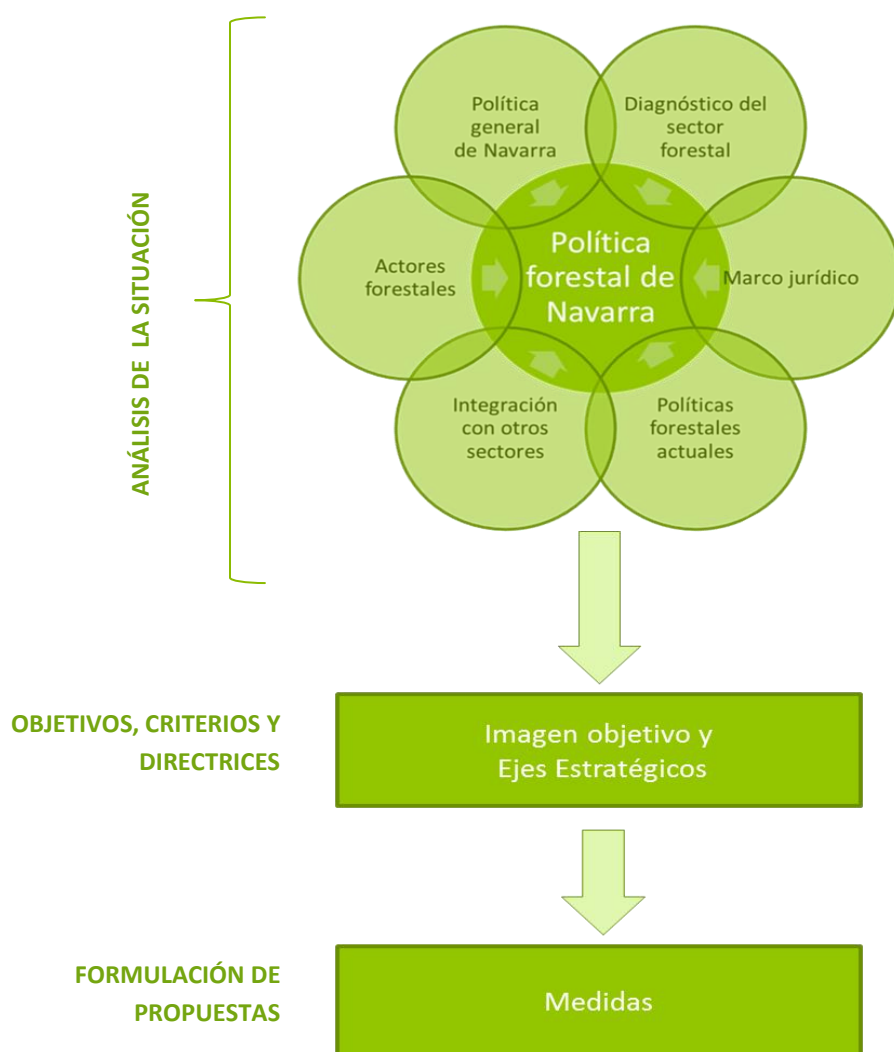 ANÁLISIS DE LA SITUACIÓN
Política
general
de Navarra
Diagnóstico del
sector
forestal
Actores
forestales
Política
forestal de
Navarra
Marco jurídico
Integración
con otros
sectores
Políticas
forestales
actuales
OBJETIVOS, CRITERIOS Y
DIRECTRICES
Imagen objetivo y
Ejes Estratégicos
FORMULACIÓN DE
PROPUESTAS
Medidas